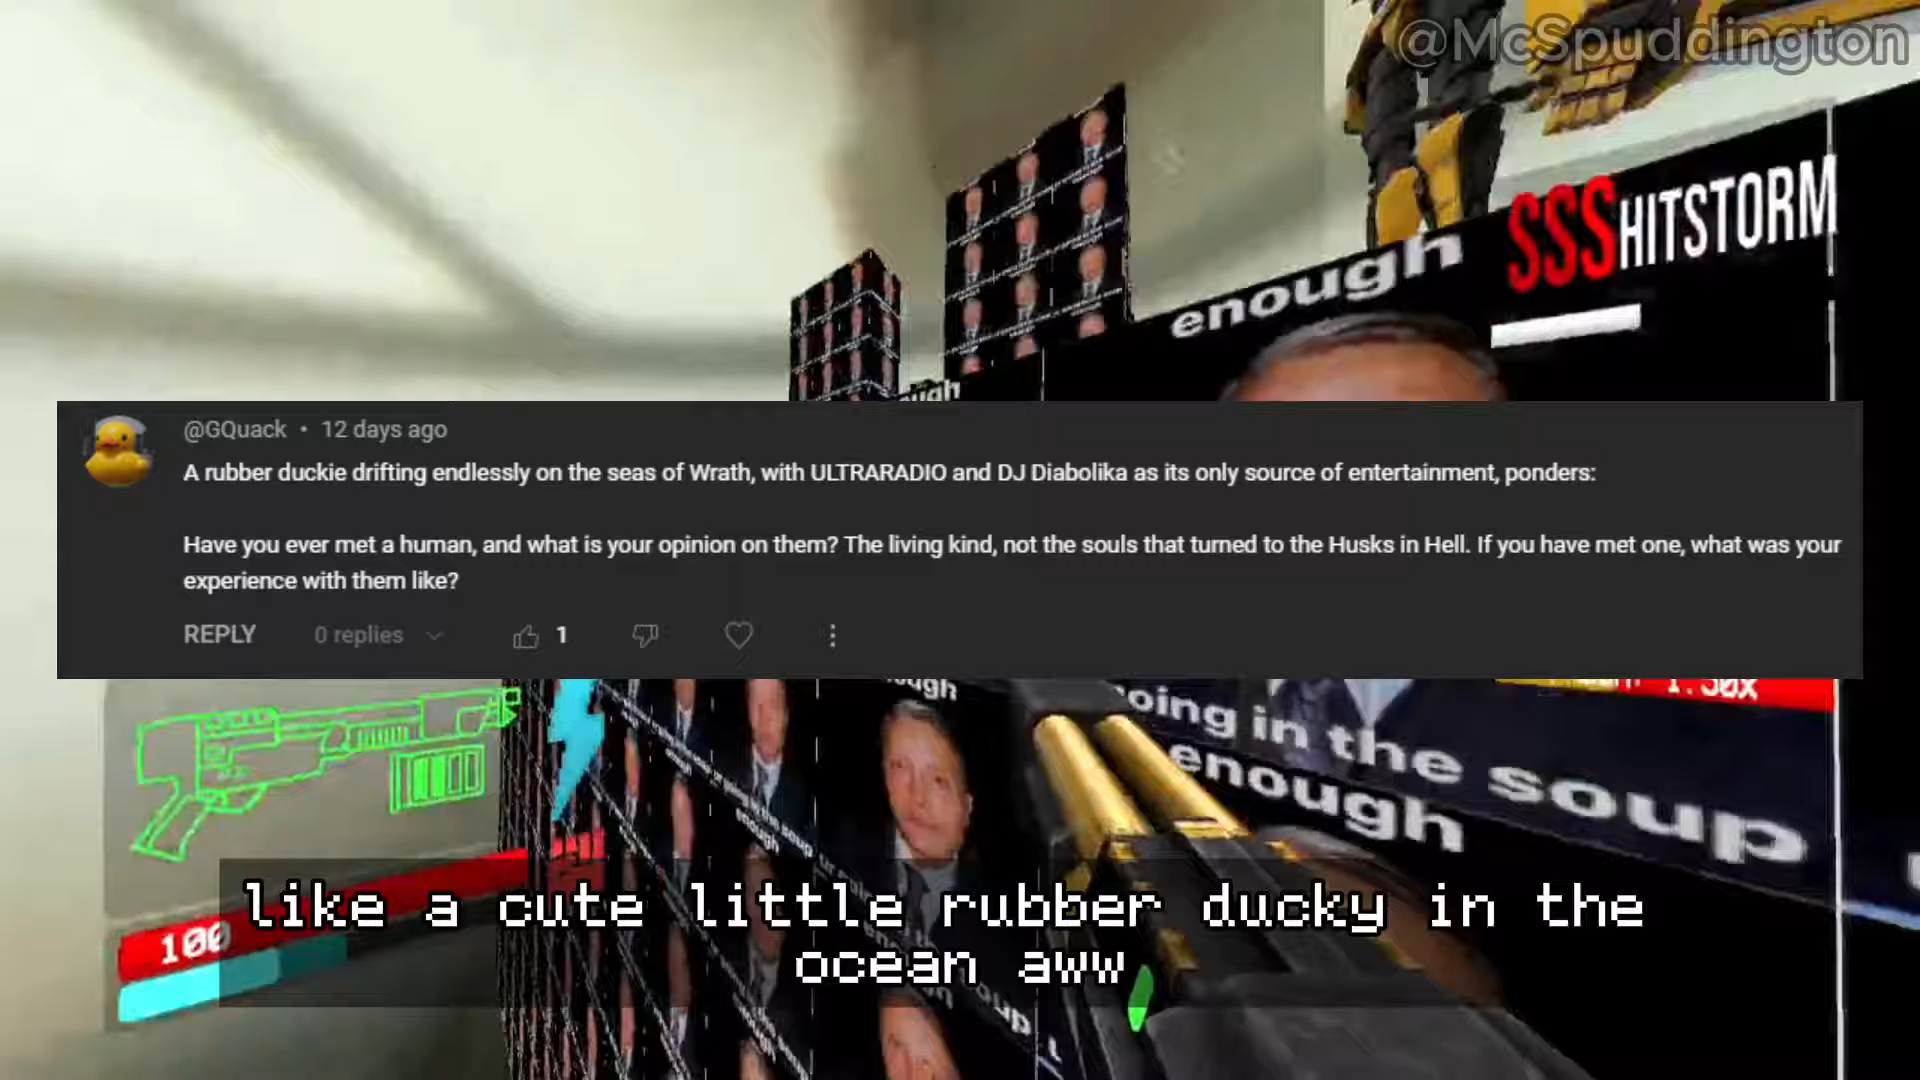 @McSpuddington
SSSHITSTORM
enough
ough
@GQuack • 12 days ago
A rubber duckie drifting endlessly on the seas of Wrath, with ULTRARADIO and DJ Diabolika as its only source of entertainment, ponders:
Have you ever met a human, and what is your opinion on them? The living kind, not the souls that turned to the Husks in Hell. If you have met one, what was your
experience with them like?
REPLY 0 replies 1
1.50x
oing in the soup
enough
100
like a cute little rubber ducky in the
ocean aww